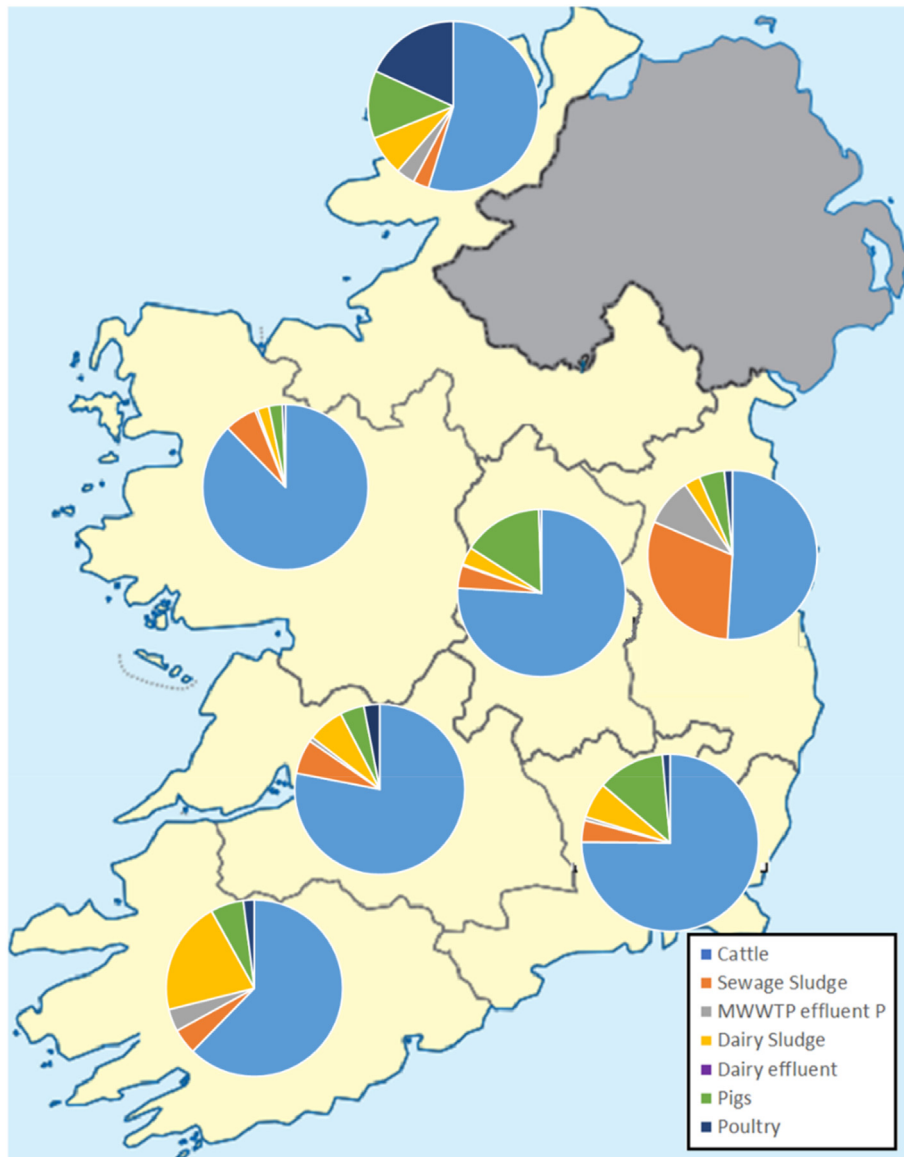 Cattle
Sewage Sludge
MWWTP effluent P
Dairy Sludge
Dairy effluent
Pigs
Poultry